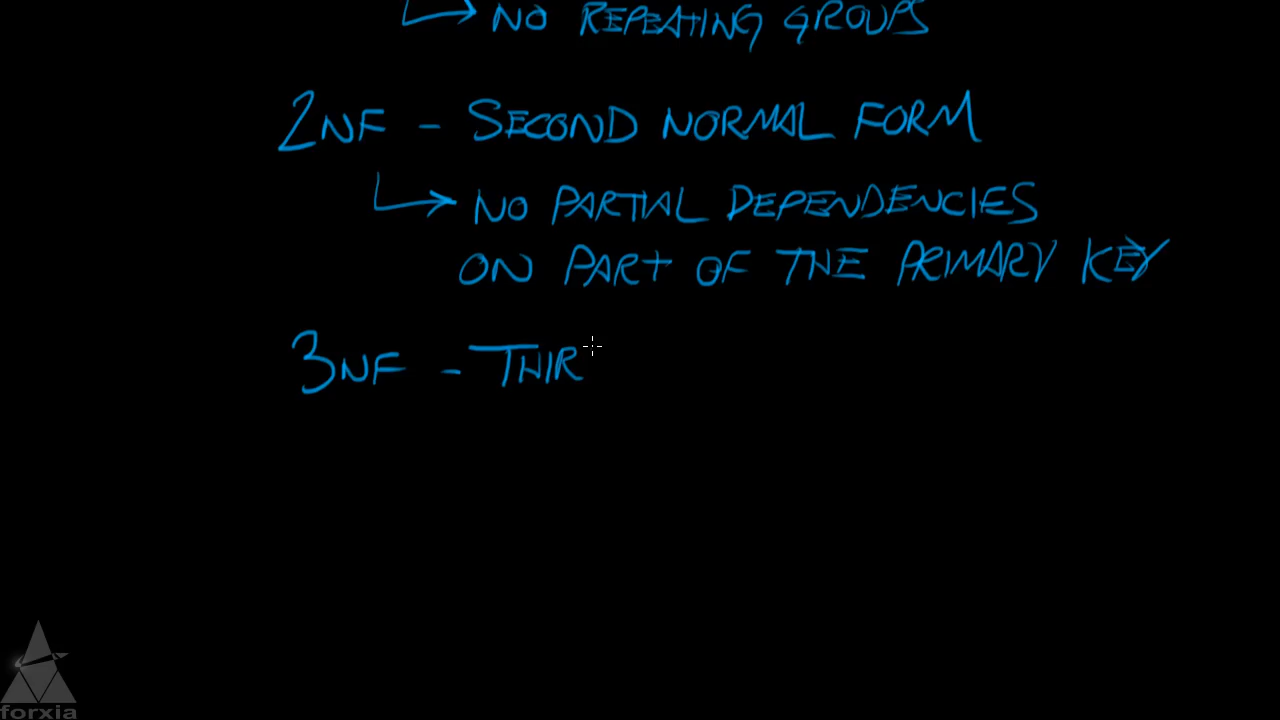 NO REPEATING GROUPS
2NF - SECOND NORMAL FORM
NO PARTIAL DEPENDENCIES
ON PART OF THE PRIMARY KEY
3NF - THIR
forxia